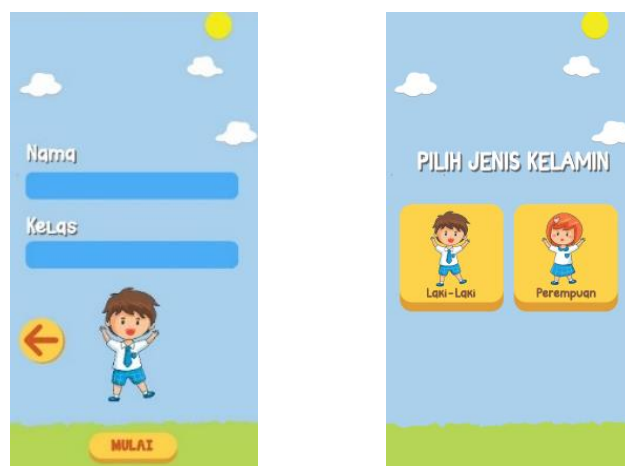 Nama
Kelas
MULAI
PILIH JENIS KELAMIN
Laki-Laki
Perempuan